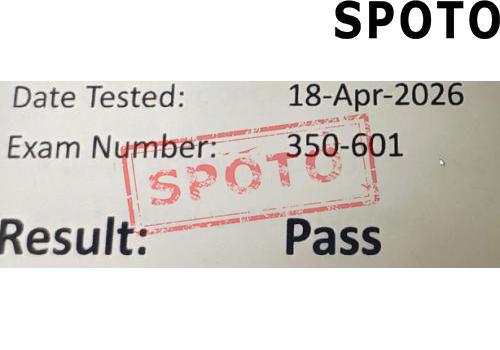 SPOTO
Date Tested: 18-Apr-2026
Exam Number: 350-601
SPOTO
Result: Pass